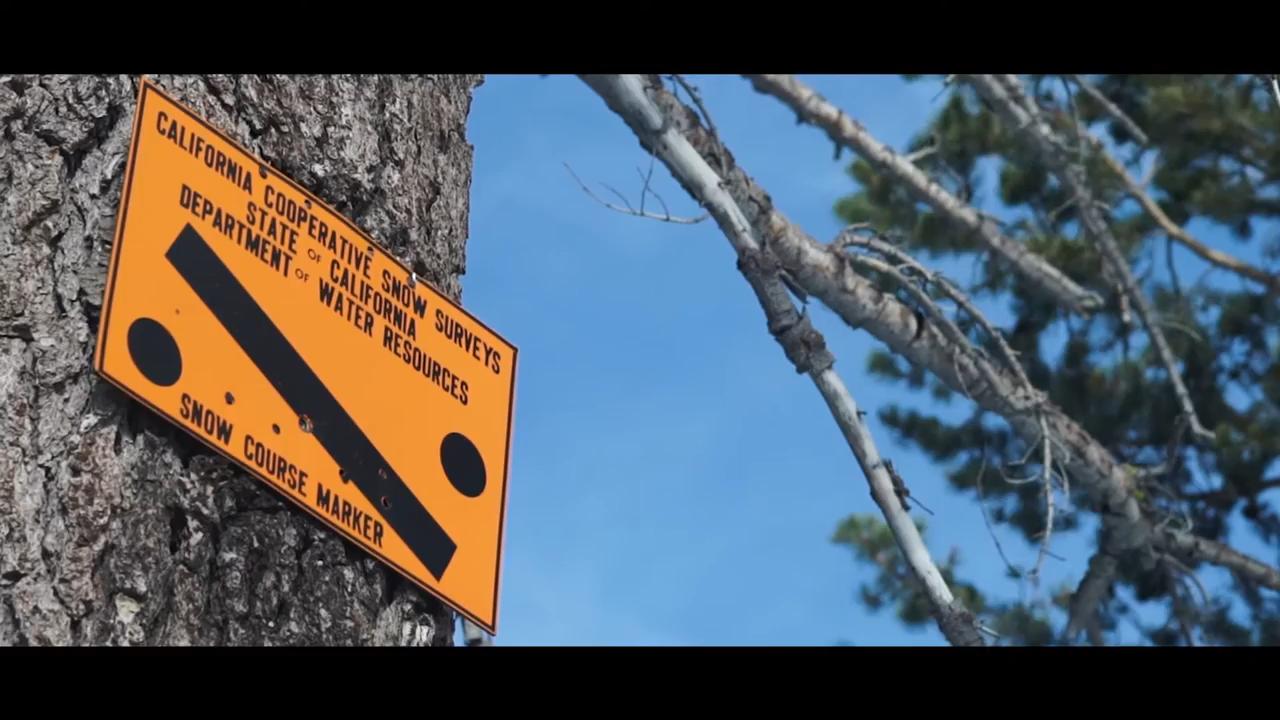 CALIFORNIA COOPERATIVE SNOW SURVEYS
STATE OF CALIFORNIA
DEPARTMENT OF WATER RESOURCES
SNOW COURSE MARKER